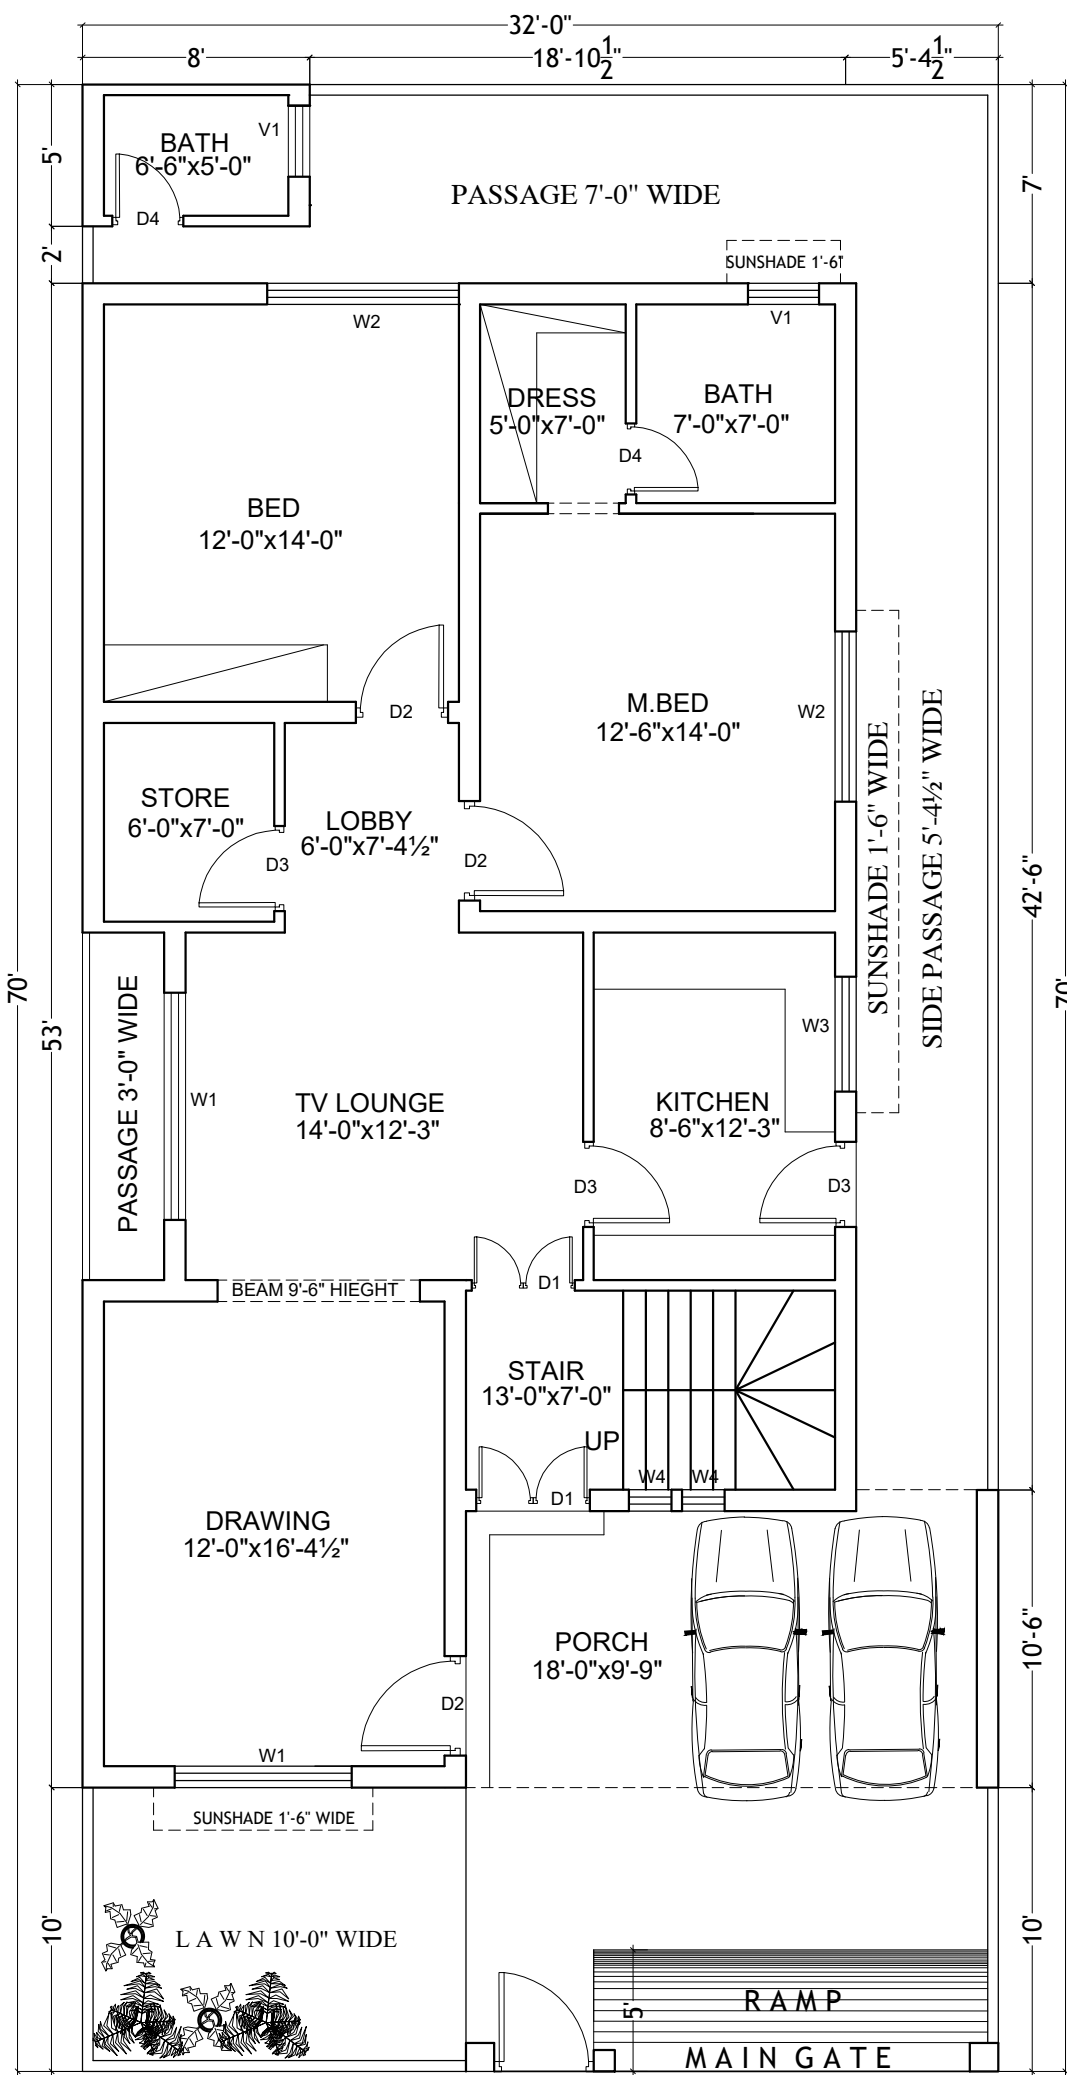 32'-0"
8'
18'-10½"
5'-4½"
5'
BATH
6'-6"x5'-0"
V1
D4
PASSAGE 7'-0" WIDE
7'
2'
SUNSHADE 1'-6"
W2
V1
DRESS
5'-0"x7'-0"
BATH
7'-0"x7'-0"
D4
BED
12'-0"x14'-0"
M.BED
12'-6"x14'-0"
W2
D2
SUNSHADE 1'-6" WIDE
SIDE PASSAGE 5'-4½" WIDE
STORE
6'-0"x7'-0"
LOBBY
6'-0"x7'-4½"
D3
D2
42'-6"
70'
53'
70'
PASSAGE 3'-0" WIDE
W1
TV LOUNGE
14'-0"x12'-3"
W3
KITCHEN
8'-6"x12'-3"
D3
D3
BEAM 9'-6" HIEGHT
D1
STAIR
13'-0"x7'-0"
UP
W4
W4
D1
DRAWING
12'-0"x16'-4½"
PORCH
18'-0"x9'-9"
10'-6"
D2
W1
SUNSHADE 1'-6" WIDE
10'
L A W N 10'-0" WIDE
10'
5'
RAMP
MAIN GATE